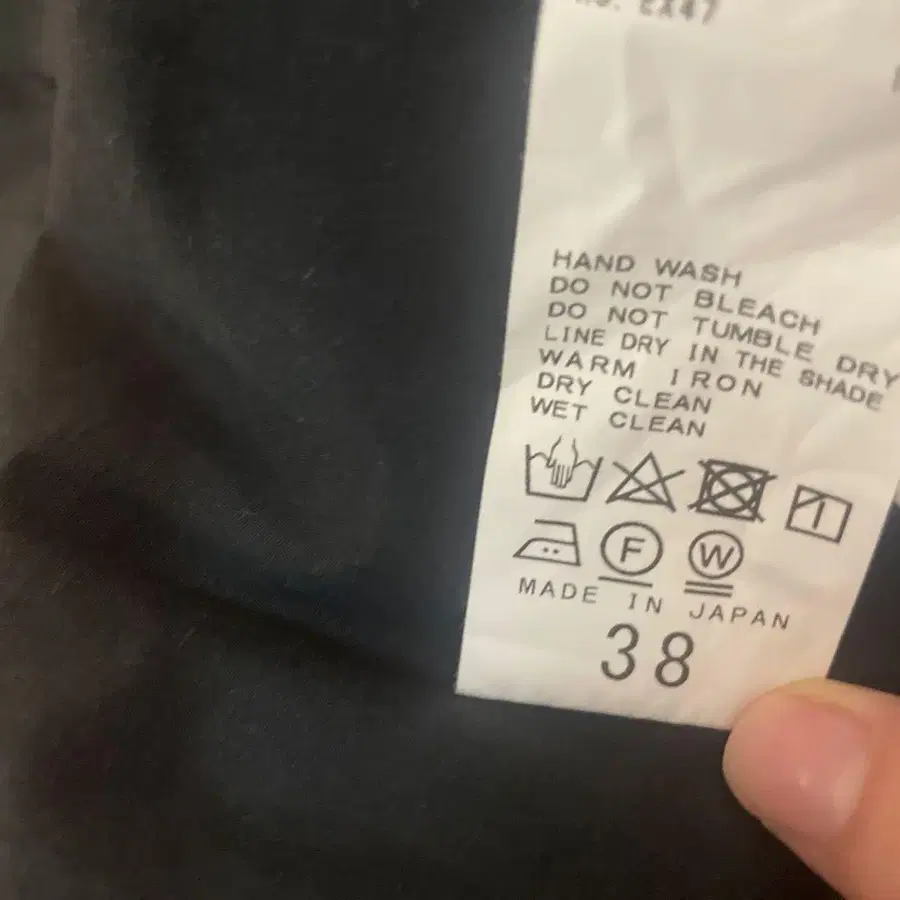 HAND WASH
DO NOT BLEACH
DO NOT TUMBLE DRY
LINE DRY IN THE SHADE
WARM IRON
DRY CLEAN
WET CLEAN
F W
MADE IN JAPAN
38